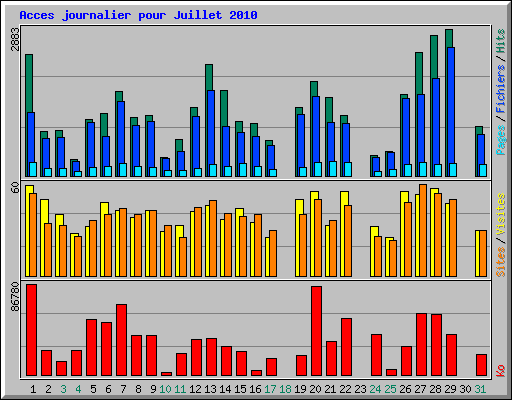 Acces journalier pour Juillet 2010
2883
Pages / Fichiers / Hits
60
Sites / Visites
86780
Ko
1 2 3 4 5 6 7 8 9 10 11 12 13 14 15 16 17 18 19 20 21 22 23 24 25 26 27 28 29 30 31